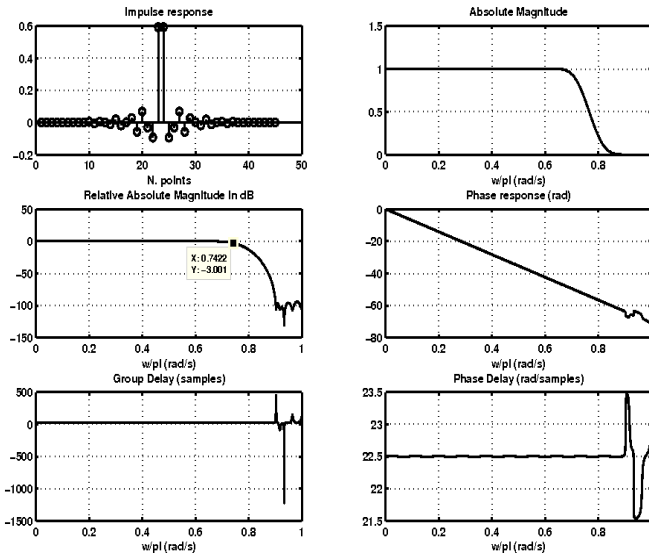 Impulse response
0.6
0.4
0.2
0
−0.2
0 10 20 30 40 50
N. points
Absolute Magnitude
1.5
1
0.5
0
0 0.2 0.4 0.6 0.8
w/pI (rad/s)
Relative Absolute Magnitude In dB
50
0
−50
−100
−150
X: 0.7422
Y: −3.001
0 0.2 0.4 0.6 0.8 1
w/pI (rad/s)
Phase response (rad)
0
−20
−40
−60
−80
0 0.2 0.4 0.6 0.8
w/pI (rad/s)
Group Delay (samples)
500
0
−500
−1000
−1500
0 0.2 0.4 0.6 0.8 1
w/pI (rad/s)
Phase Delay (rad/samples)
23.5
23
22.5
22
21.5
0 0.2 0.4 0.6 0.8
w/pI (rad/s)